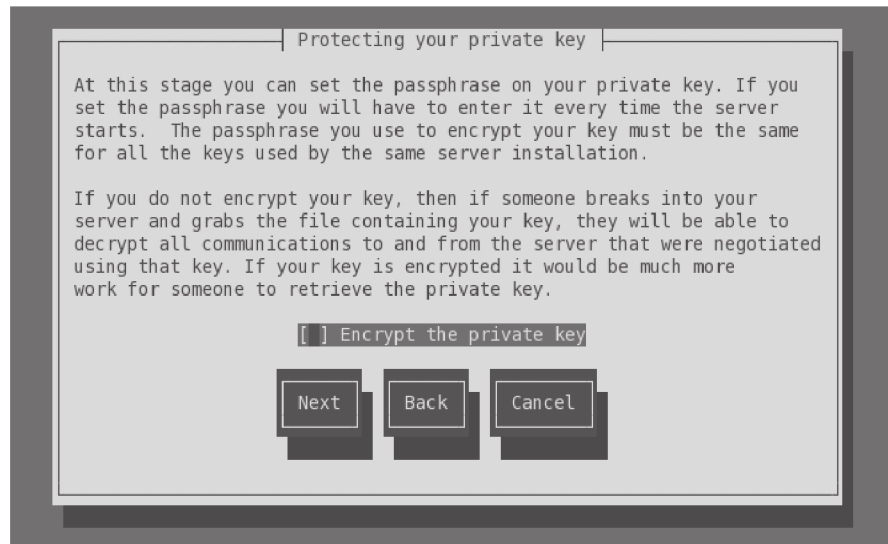 Protecting your private key
At this stage you can set the passphrase on your private key. If you
set the passphrase you will have to enter it every time the server
starts.  The passphrase you use to encrypt your key must be the same
for all the keys used by the same server installation.
If you do not encrypt your key, then if someone breaks into your
server and grabs the file containing your key, they will be able to
decrypt all communications to and from the server that were negotiated
using that key. If your key is encrypted it would be much more
work for someone to retrieve the private key.
[ ] Encrypt the private key
Next Back Cancel